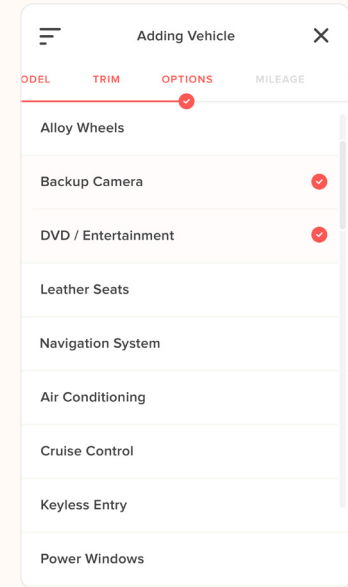 Adding Vehicle
ODEL TRIM OPTIONS MILEAGE
Alloy Wheels
Backup Camera
DVD / Entertainment
Leather Seats
Navigation System
Air Conditioning
Cruise Control
Keyless Entry
Power Windows